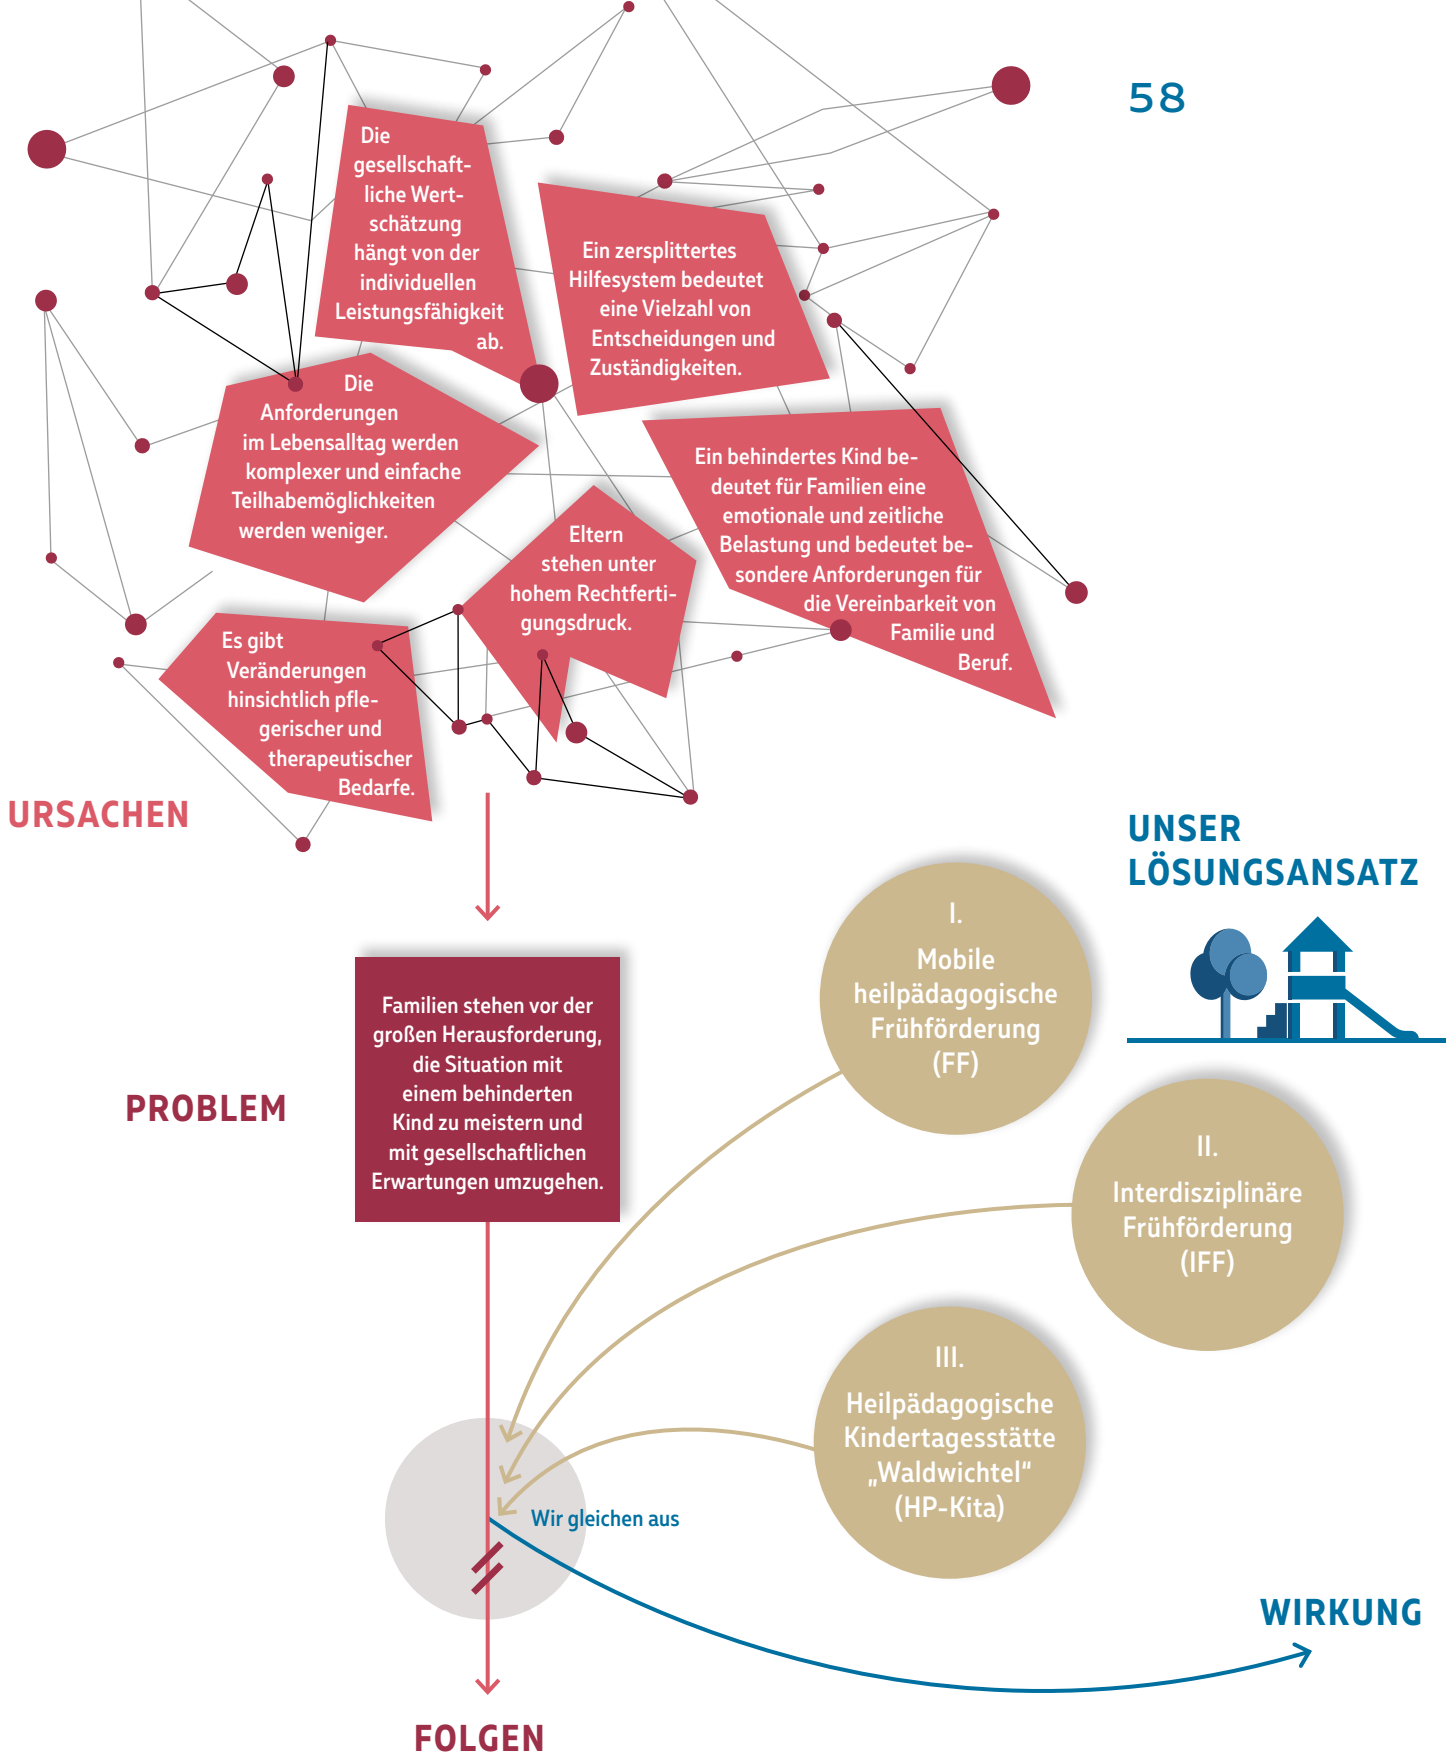 58
Die
gesellschaft-
liche Wert-
schätzung
hängt von der
individuellen
Leistungsfähigkeit
ab.
Ein zersplittertes
Hilfesystem bedeutet
eine Vielzahl von
Entscheidungen und
Zuständigkeiten.
Die
Anforderungen
im Lebensalltag werden
komplexer und einfache
Teilhabemöglichkeiten
werden weniger.
Ein behindertes Kind be-
deutet für Familien eine
emotionale und zeitliche
Belastung und bedeutet be-
sondere Anforderungen für
die Vereinbarkeit von
Familie und
Beruf.
Eltern
stehen unter
hohem Rechtferti-
gungsdruck.
Es gibt
Veränderungen
hinsichtlich pfle-
gerischer und
therapeutischer
Bedarfe.
URSACHEN
UNSER
LÖSUNGSANSATZ
I.
Mobile
heilpädagogische
Frühförderung
(FF)
PROBLEM
Familien stehen vor der
großen Herausforderung,
die Situation mit
einem behinderten
Kind zu meistern und
mit gesellschaftlichen
Erwartungen umzugehen.
II.
Interdisziplinäre
Frühförderung
(IFF)
III.
Heilpädagogische
Kindertagesstätte
„Waldwichtel“
(HP-Kita)
Wir gleichen aus
WIRKUNG
FOLGEN